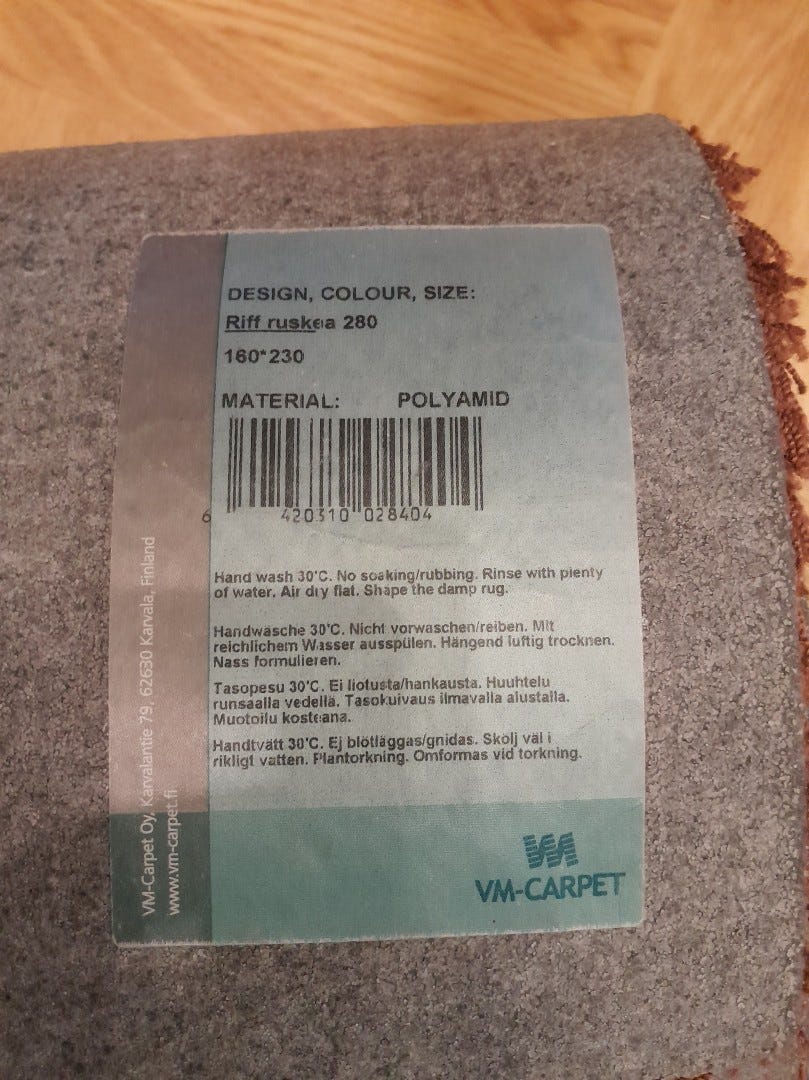 DESIGN, COLOUR, SIZE:
Riff ruskea 280
160*230
MATERIAL: POLYAMID
6 420310 028404
Hand wash 30'C. No soaking/rubbing. Rinse with plenty
of water. Air dry flat. Shape the damp rug.
Handwäsche 30'C. Nicht vorwaschen/reiben. Mit
reichlichem Wasser ausspülen. Hängend luftig trocknen.
Nass formulieren.
Tasopesu 30'C. Ei liotusta/hankausta. Huuhtelu
runsaalla vedellä. Tasokuivaus ilmavalla alustalla.
Muotoilu kosteana.
Handtvätt 30'C. Ej blötläggas/gnidas. Skölj väl i
rikligt vatten. Plantorkning. Omformas vid torkning.
VM-Carpet Oy, Karvalantie 79, 62630 Karvala, Finland
www.vm-carpet.fi
VM-CARPET